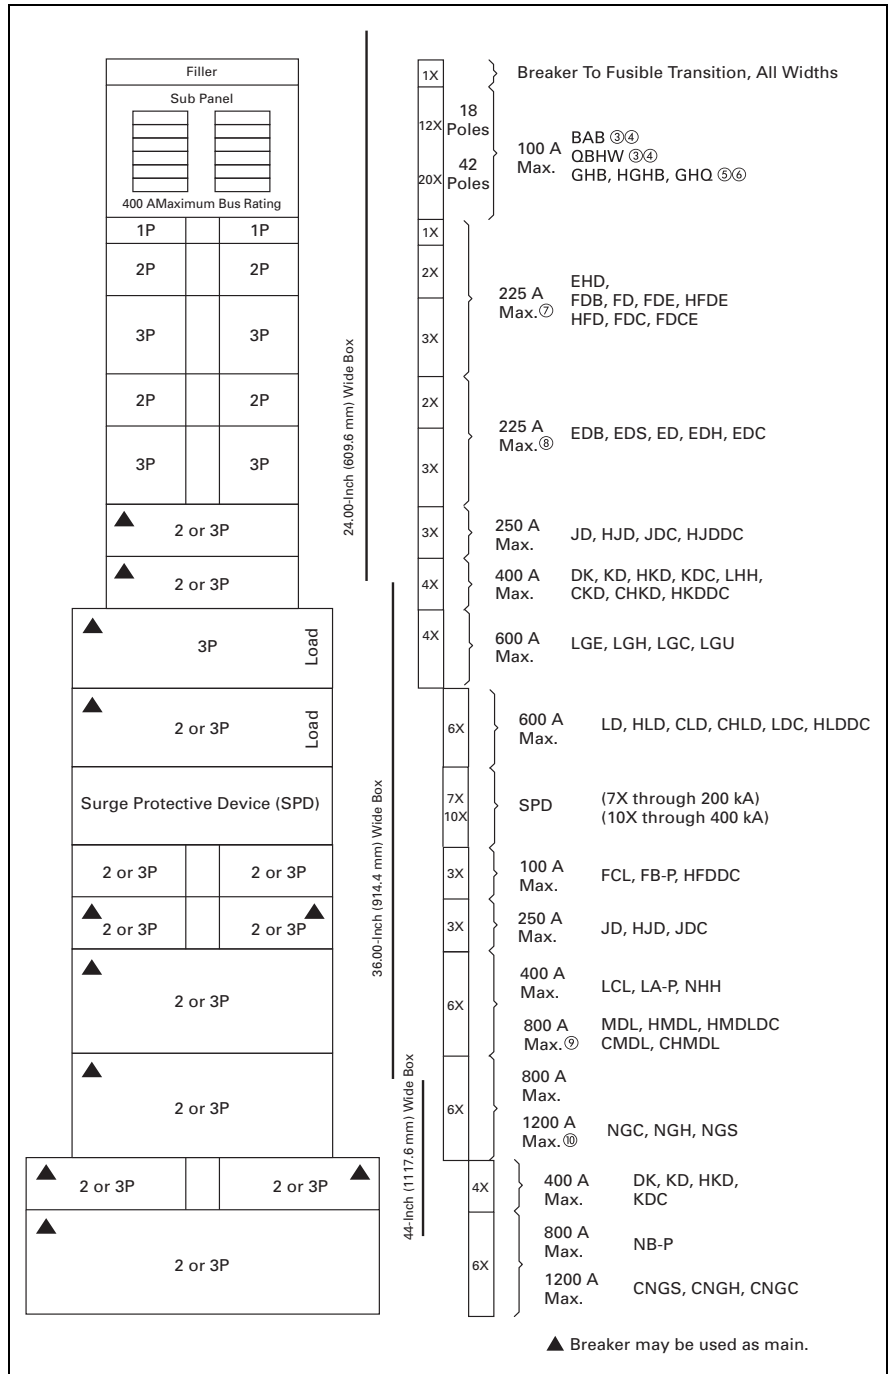 Filler
1X
Breaker To Fusible Transition, All Widths
Sub Panel
400 AMaximum Bus Rating
12X
18
Poles
20X
42
Poles
100 A
Max.
BAB ③④
QBHW ③④
GHB, HGHB, GHQ ⑤⑥
1P
1P
2P
2P
3P
3P
1X
2X
3X
225 A
Max.⑦
EHD,
FDB, FD, FDE, HFDE
HFD, FDC, FDCE
2P
2P
3P
3P
2X
3X
225 A
Max.⑧
EDB, EDS, ED, EDH, EDC
24.00-Inch (609.6 mm) Wide Box
▲
2 or 3P
3X
250 A
Max.
JD, HJD, JDC, HJDDC
▲
2 or 3P
4X
400 A
Max.
DK, KD, HKD, KDC, LHH,
CKD, CHKD, HKDDC
▲
3P
Load
4X
600 A
Max.
LGE, LGH, LGC, LGU
▲
2 or 3P
Load
6X
600 A
Max.
LD, HLD, CLD, CHLD, LDC, HLDDC
Surge Protective Device (SPD)
7X
10X
SPD
(7X through 200 kA)
(10X through 400 kA)
36.00-Inch (914.4 mm) Wide Box
2 or 3P
2 or 3P
3X
100 A
Max.
FCL, FB-P, HFDDC
▲
2 or 3P
▲
2 or 3P
3X
250 A
Max.
JD, HJD, JDC
▲
2 or 3P
6X
400 A
Max.
LCL, LA-P, NHH
800 A
Max.⑨
MDL, HMDL, HMDLDC
CMDL, CHMDL
▲
2 or 3P
6X
800 A
Max.
1200 A
Max.⑩
NGC, NGH, NGS
44-Inch (1117.6 mm) Wide Box
▲
2 or 3P
▲
2 or 3P
4X
400 A
Max.
DK, KD, HKD,
KDC
▲
2 or 3P
6X
800 A
Max.
NB-P
1200 A
Max.
CNGS, CNGH, CNGC
▲ Breaker may be used as main.